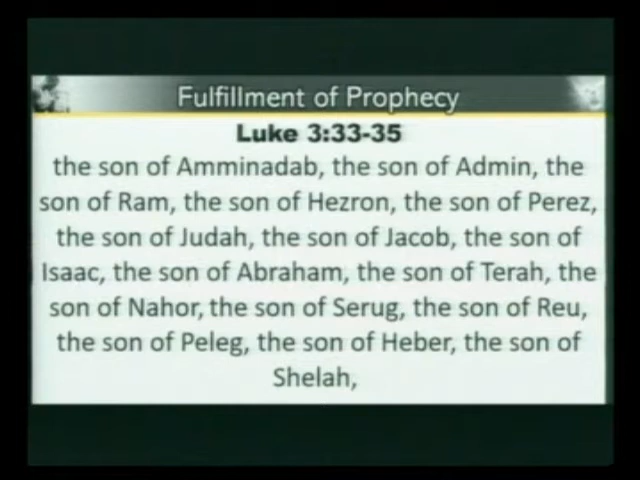 Fulfillment of Prophecy
Luke 3:33-35
the son of Amminadab, the son of Admin, the
son of Ram, the son of Hezron, the son of Perez,
the son of Judah, the son of Jacob, the son of
Isaac, the son of Abraham, the son of Terah, the
son of Nahor, the son of Serug, the son of Reu,
the son of Peleg, the son of Heber, the son of
Shelah,